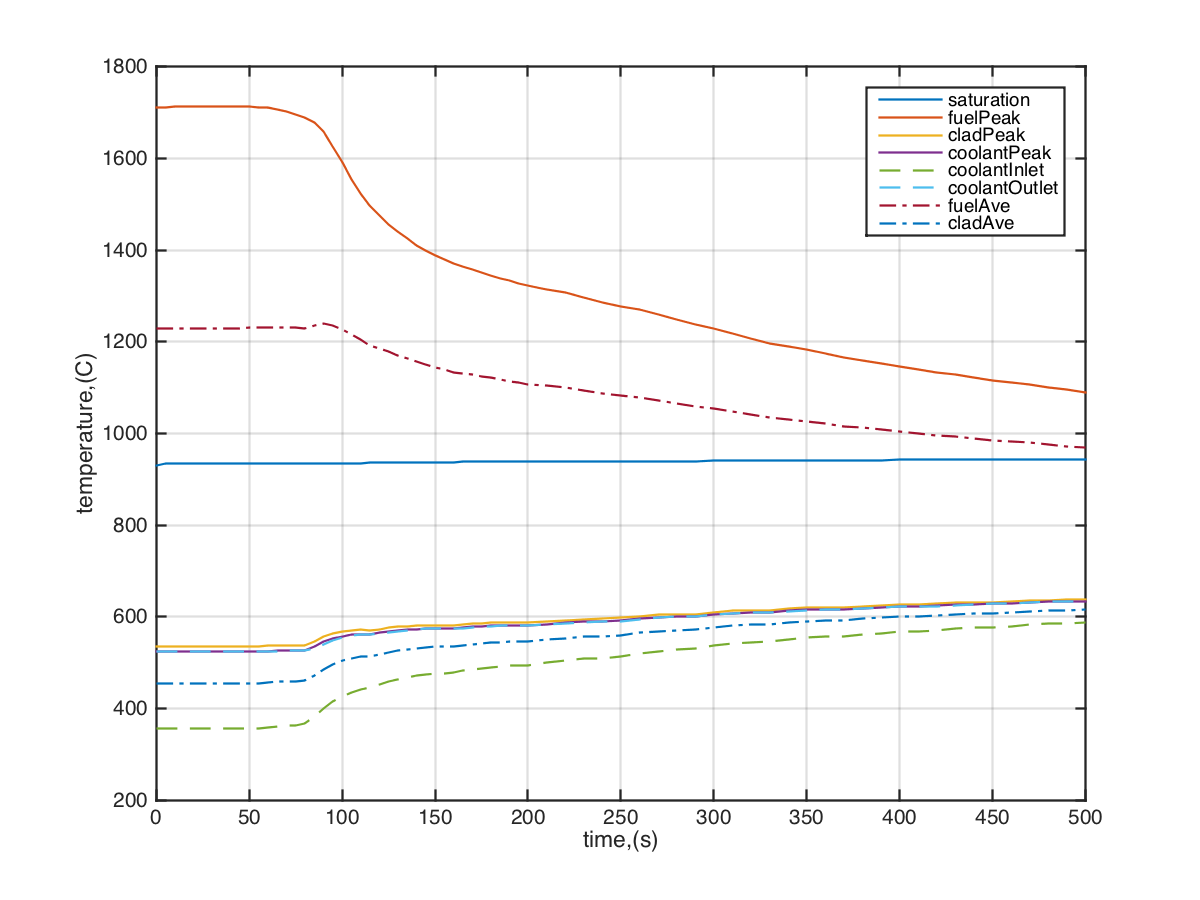 1800
1600
1400
1200
1000
800
600
400
200
temperature,(C)
saturation
fuelPeak
cladPeak
coolantPeak
coolantInlet
coolantOutlet
fuelAve
cladAve
0 50 100 150 200 250 300 350 400 450 500
time,(s)